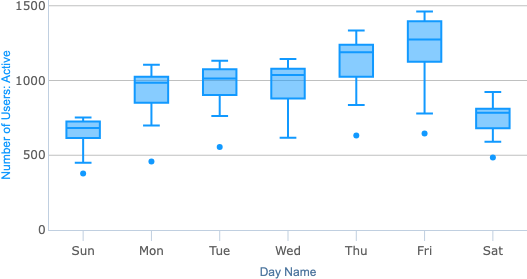 Number of Users: Active
1500
1000
500
0
Sun Mon Tue Wed Thu Fri Sat
Day Name